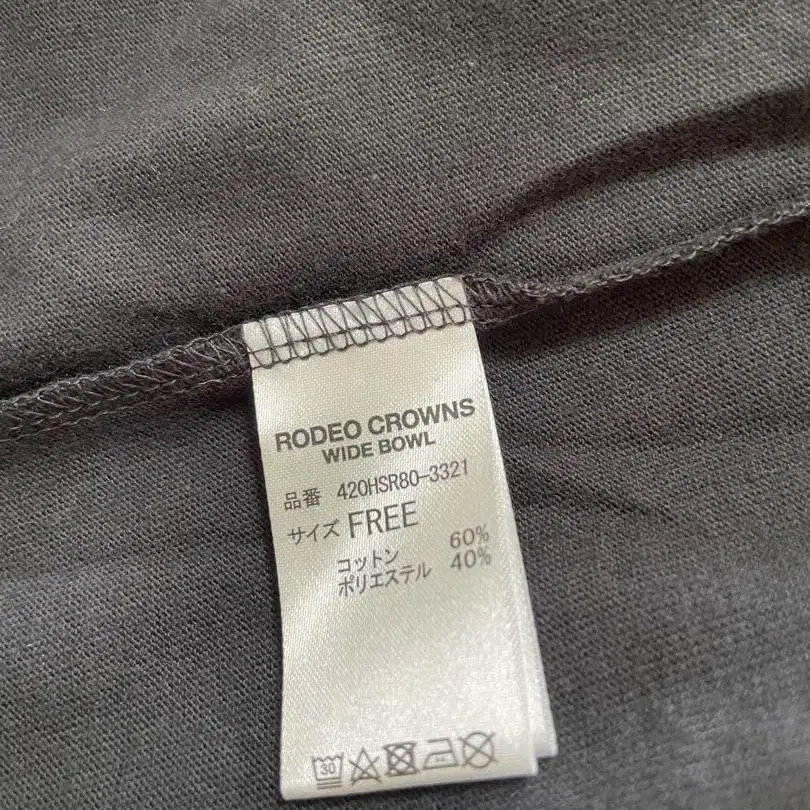 RODEO CROWNS
WIDE BOWL
品番 420HSR80-3321
サイズ FREE
コットン 60%
ポリエステル 40%
30